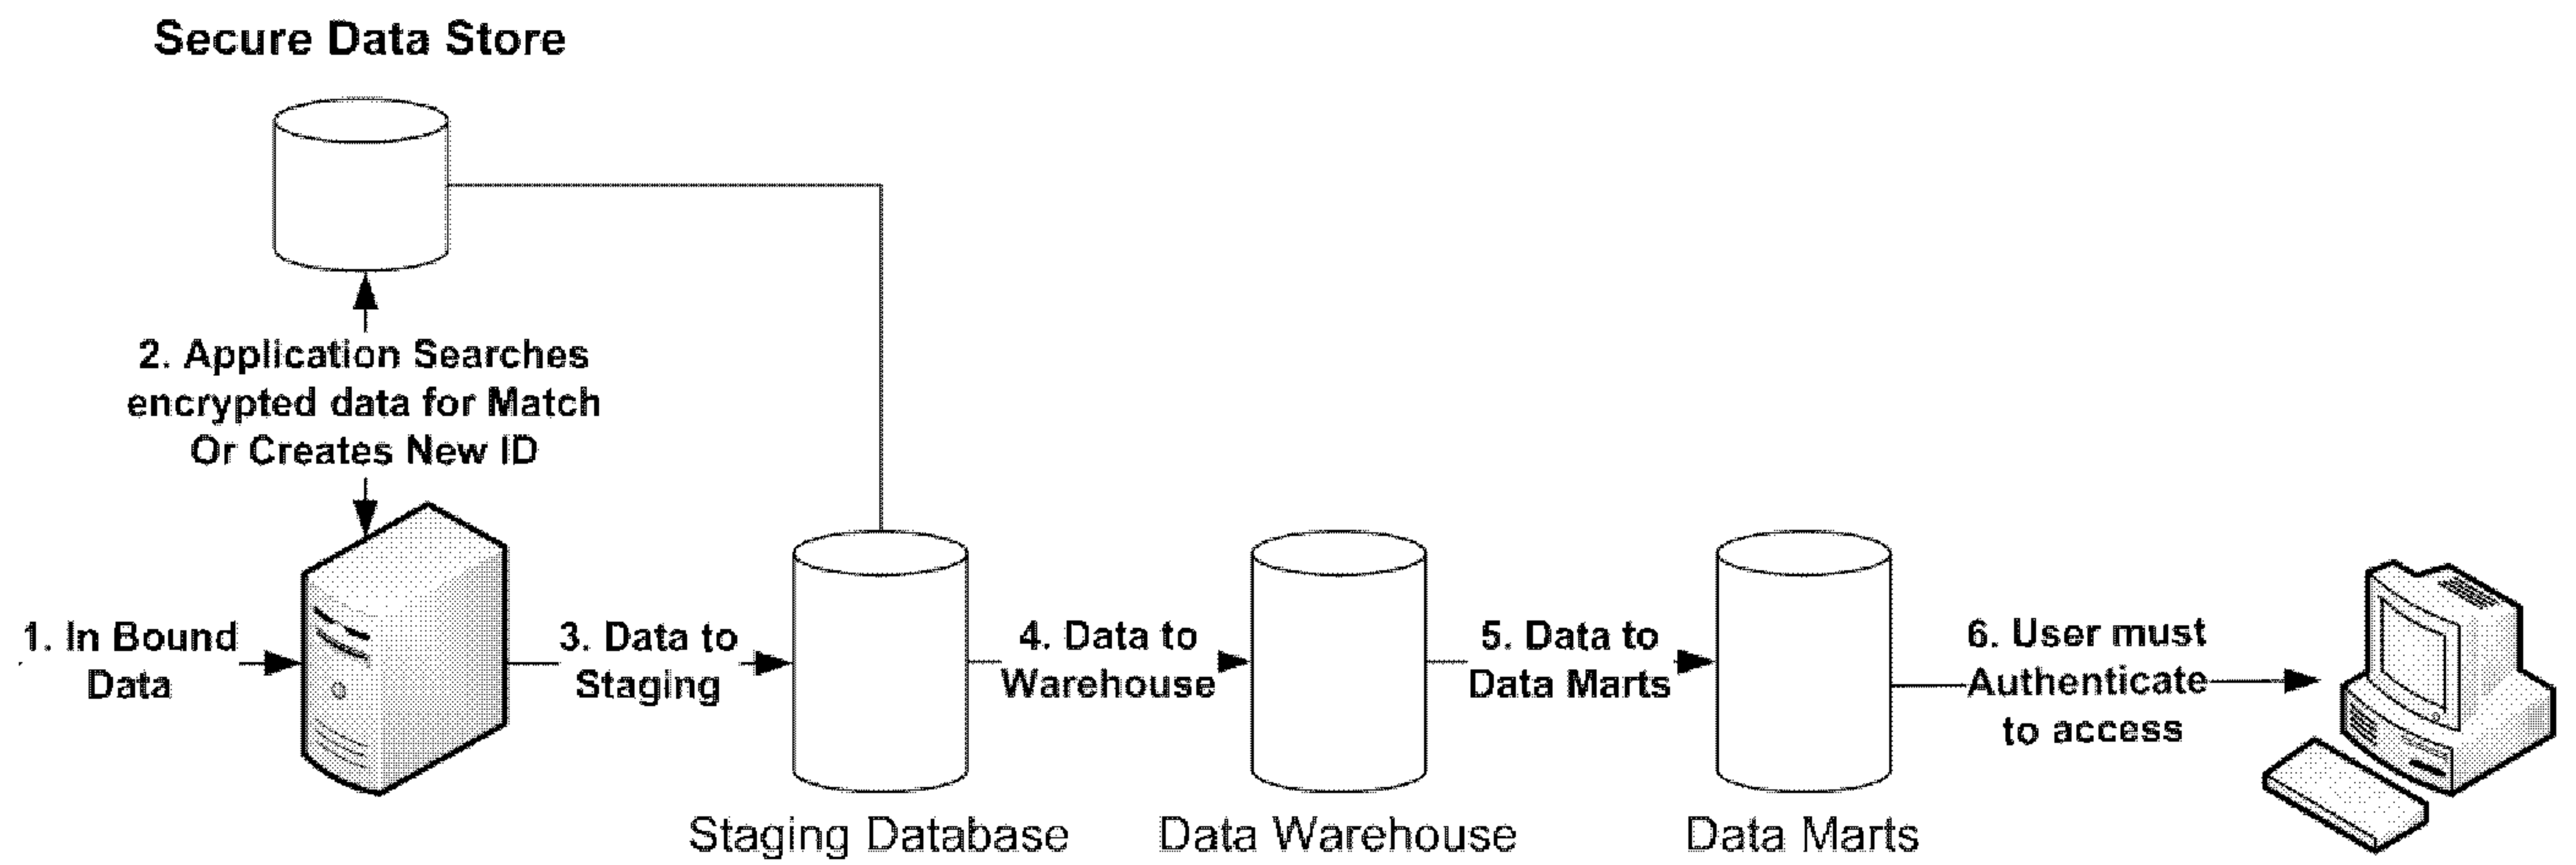 Secure Data Store
2. Application Searches
encrypted data for Match
Or Creates New ID
1. In Bound
Data
3. Data to
Staging
4. Data to
Warehouse
5. Data to
Data Marts
6. User must
Authenticate
to access
Staging Database
Data Warehouse
Data Marts